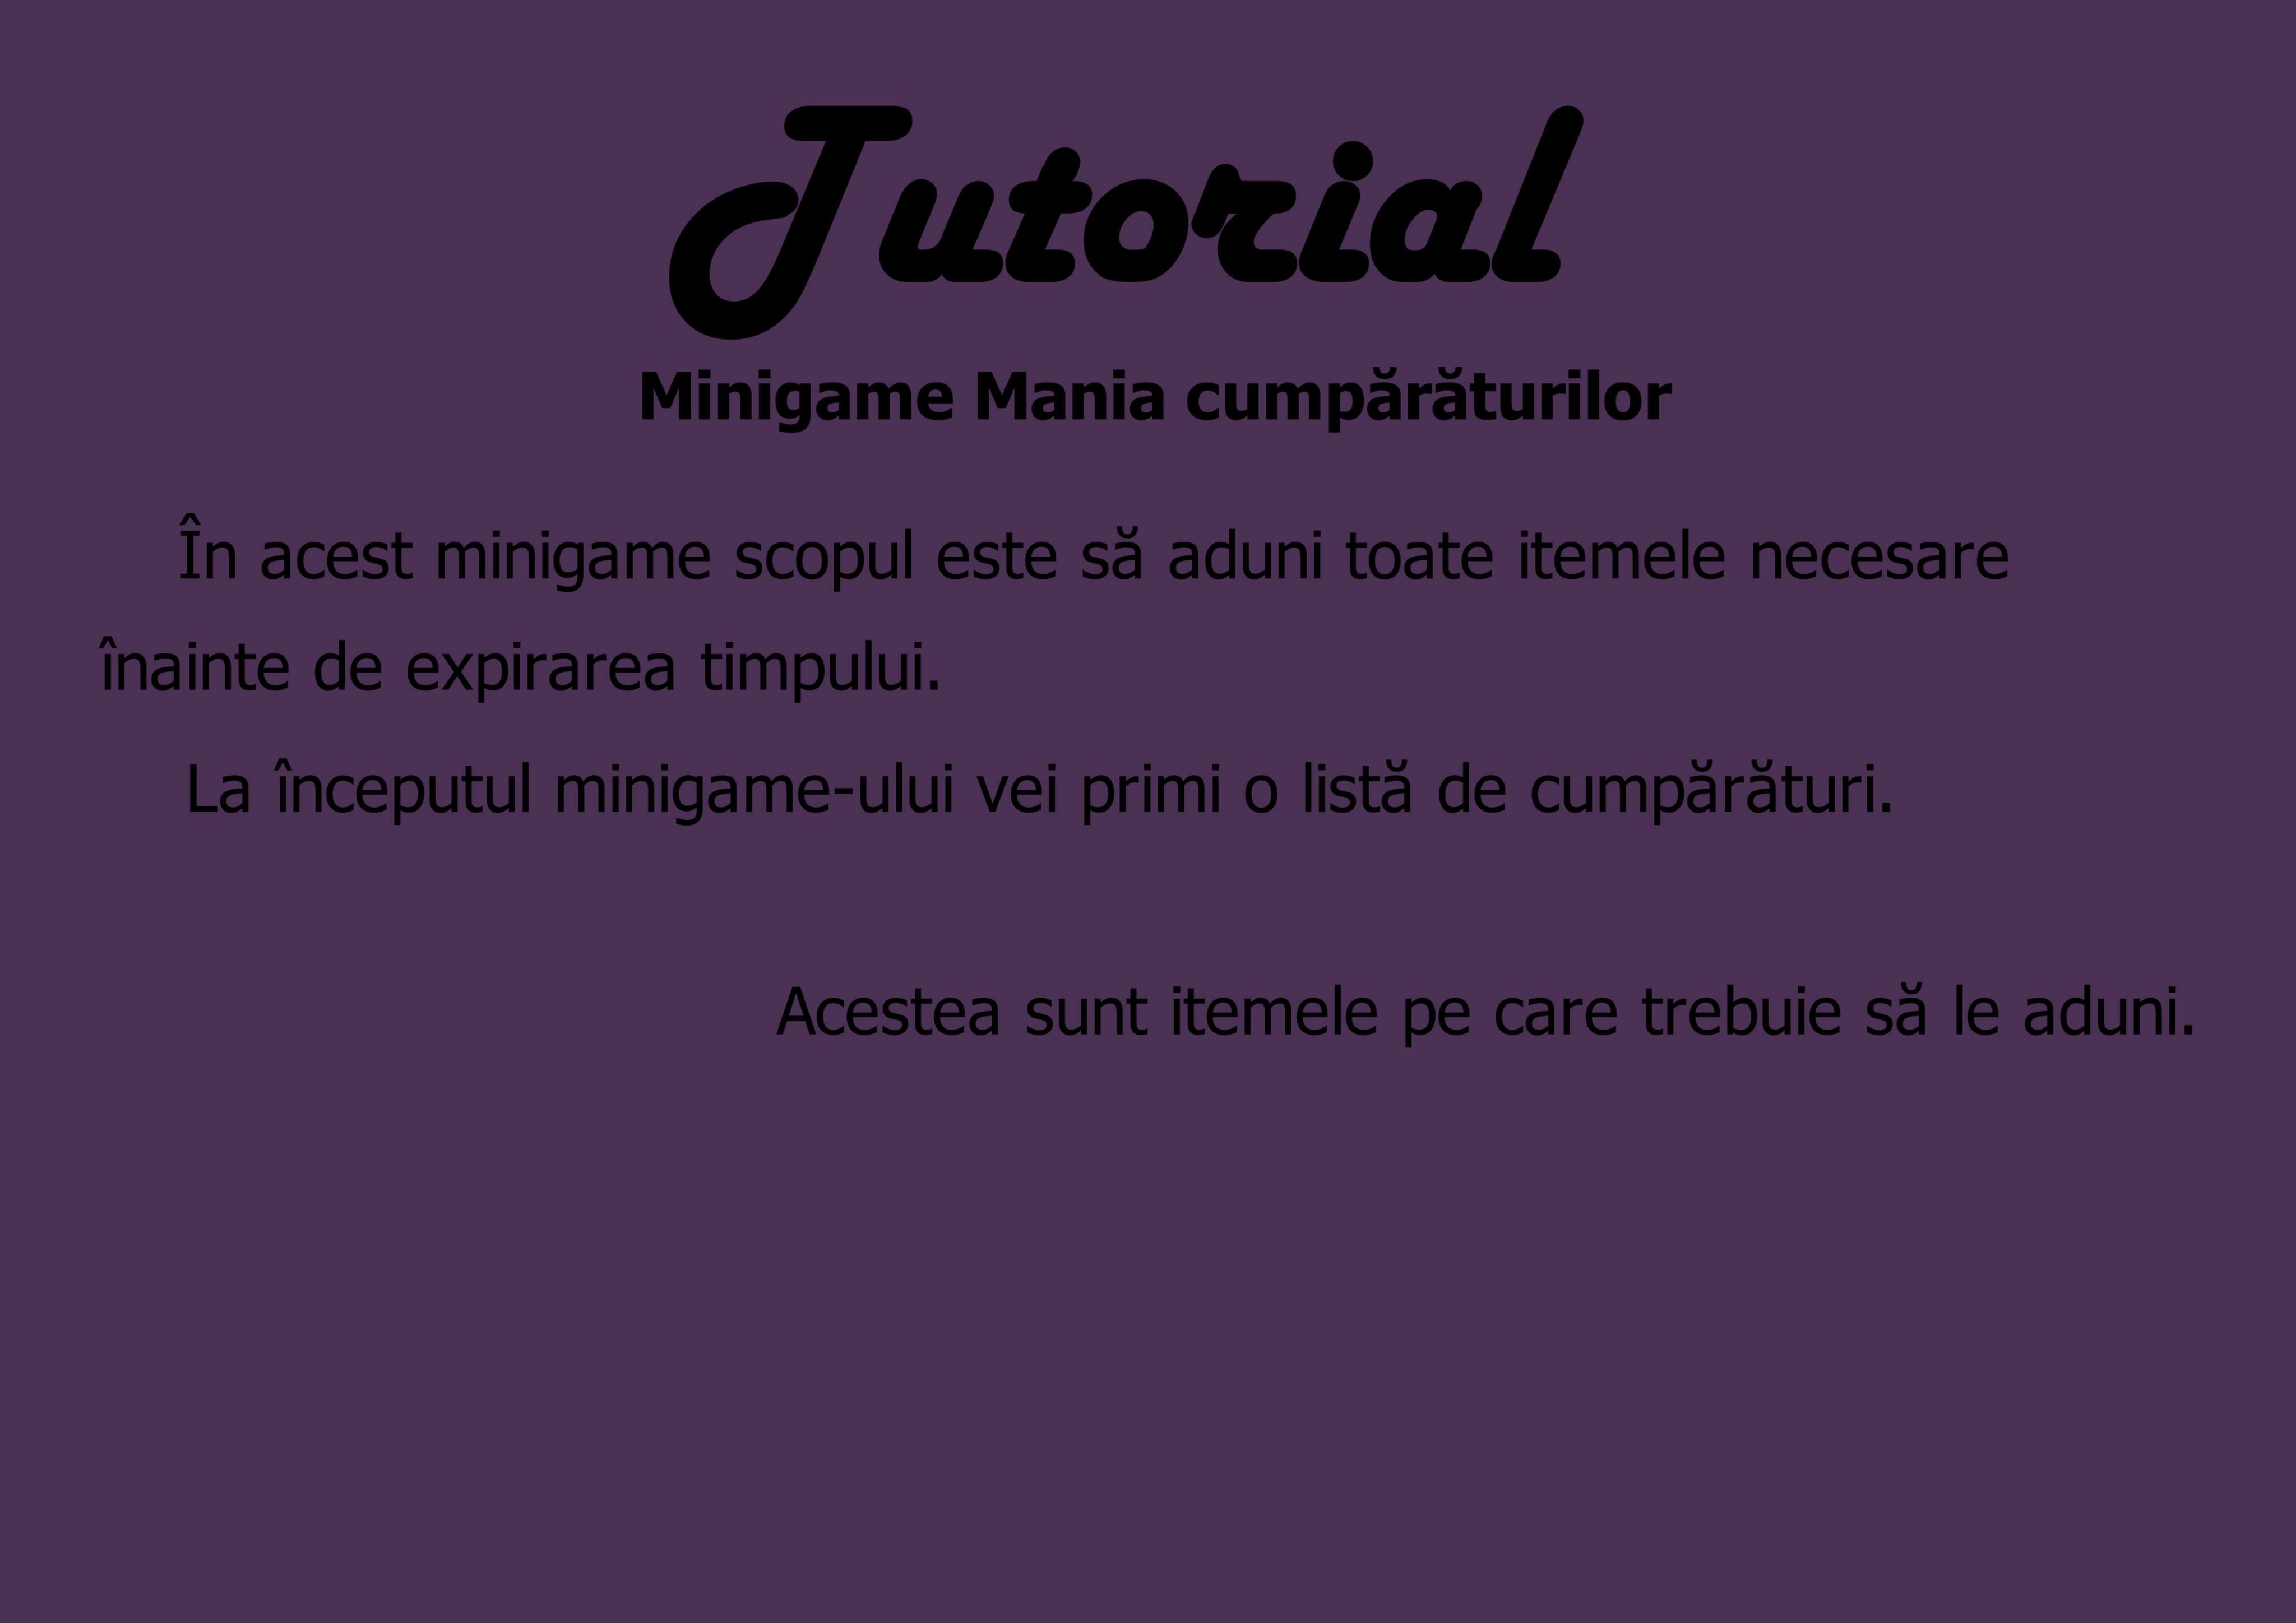 Tutorial
Minigame Mania cumpărăturilor
În acest minigame scopul este să aduni toate itemele necesare
înainte de expirarea timpului.
La începutul minigame-ului vei primi o listă de cumpărături.
Acestea sunt itemele pe care trebuie să le aduni.